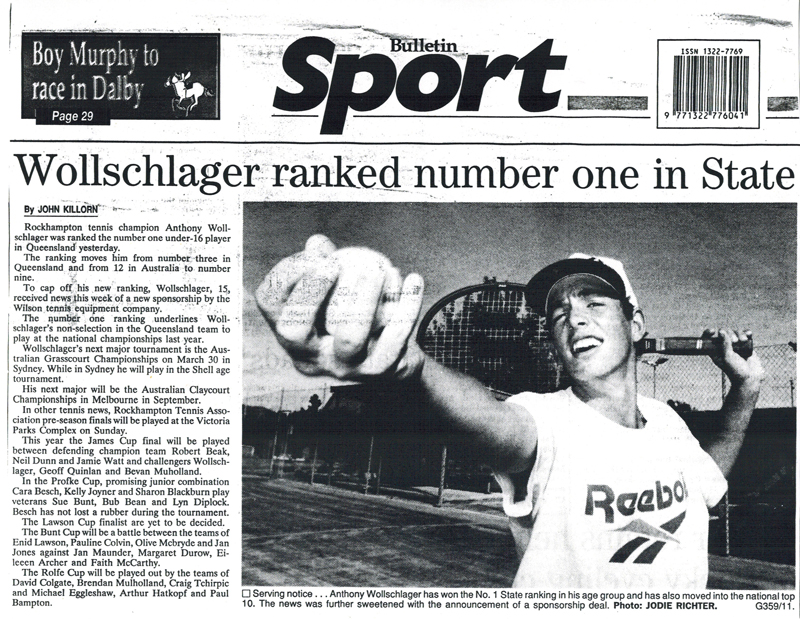 Boy Murphy to
race in Dalby
Page 29
Bulletin
Sport
ISSN 1322-7769
9 771322 776041
Wollschlager ranked number one in State
By JOHN KILLORN
Rockhampton tennis champion Anthony Woll-
schlager was ranked the number one under-16 player
in Queensland yesterday.
The ranking moves him from number three in
Queensland and from 12 in Australia to number
nine.
To cap off his new ranking, Wollschlager, 15,
received news this week of a new sponsorship by the
Wilson tennis equipment company.
The number one ranking underlines Woll-
schlager's non-selection in the Queensland team to
play at the national championships last year.
Wollschlager's next major tournament is the Aus-
tralian Grasscourt Championships on March 30 in
Sydney. While in Sydney he will play in the Shell age
tournament.
His next major will be the Australian Claycourt
Championships in Melbourne in September.
In other tennis news, Rockhampton Tennis Asso-
ciation pre-season finals will be played at the Victoria
Parks Complex on Sunday.
This year the James Cup final will be played
between defending champion team Robert Beak,
Neil Dunn and Jamie Watt and challengers Wollsch-
lager, Geoff Quinlan and Bevan Muholland.
In the Profke Cup, promising junior combination
Cara Besch, Kelly Joyner and Sharon Blackburn play
veterans Sue Bunt, Bub Bean and Lyn Diplock.
Besch has not lost a rubber during the tournament.
The Lawson Cup finalist are yet to be decided.
The Bunt Cup will be a battle between the teams of
Enid Lawson, Pauline Colvin, Olive Mcbryde and Jan
Jones against Jan Maunder, Margaret Durow, Ei-
leeen Archer and Faith McCarthy.
The Rolfe Cup will be played out by the teams of
David Colgate, Brendan Mulholland, Craig Tchirpic
and Michael Eggleshaw, Arthur Hatkopf and Paul
Bampton.
Reebok
☐ Serving notice . . . Anthony Wollschlager has won the No. 1 State ranking in his age group and has also moved into the national top
10. The news was further sweetened with the announcement of a sponsorship deal. Photo: JODIE RICHTER. G359/11.